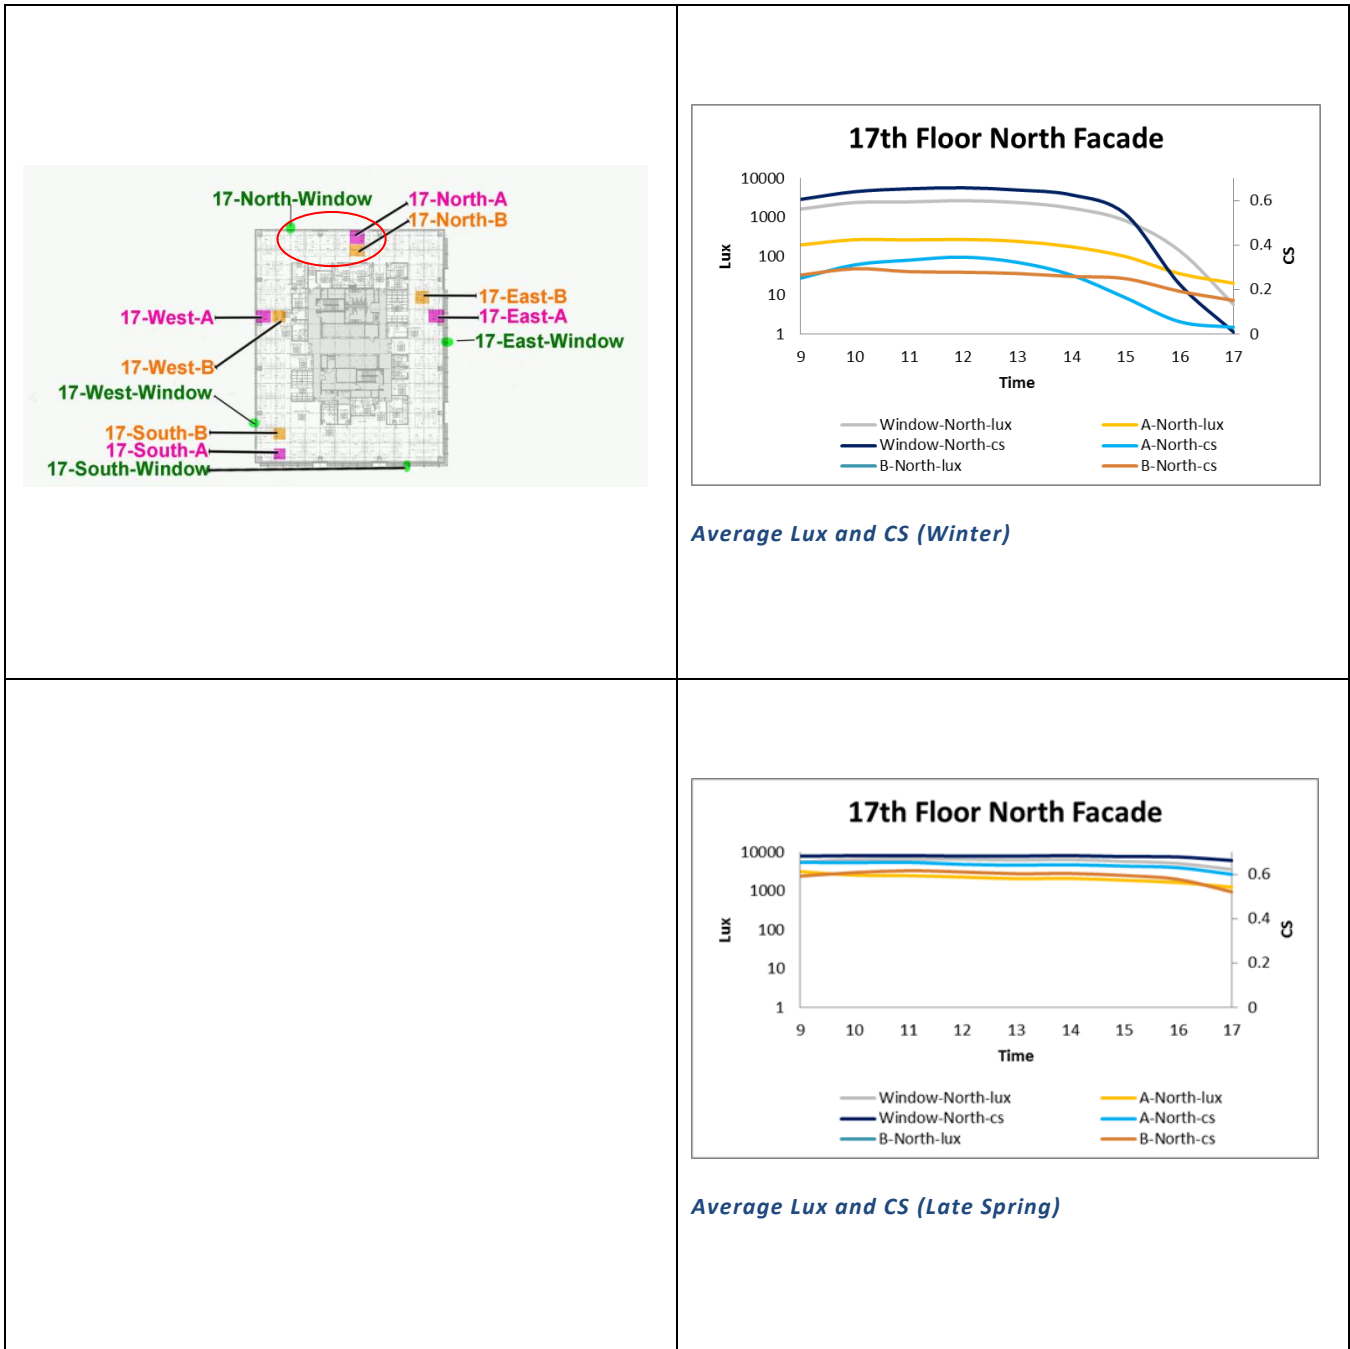 17-North-Window
17-North-A
17-North-B
17-East-B
17-East-A
17-East-Window
17-West-A
17-West-B
17-West-Window
17-South-B
17-South-A
17-South-Window
17th Floor North Facade
10000
1000
100
10
1
Lux
0.6
0.4
0.2
0
CS
9 10 11 12 13 14 15 16 17
Time
Window-North-lux A-North-lux
Window-North-cs A-North-cs
B-North-lux B-North-cs
Average Lux and CS (Winter)
17th Floor North Facade
10000
1000
100
10
1
Lux
0.6
0.4
0.2
0
CS
9 10 11 12 13 14 15 16 17
Time
Window-North-lux A-North-lux
Window-North-cs A-North-cs
B-North-lux B-North-cs
Average Lux and CS (Late Spring)